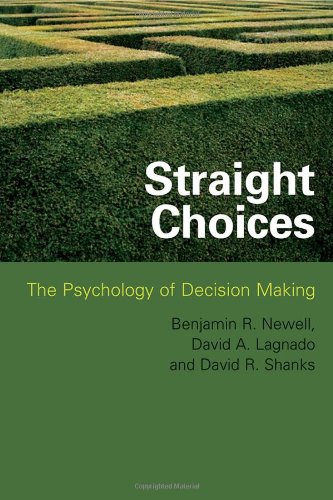 Straight
Choices
The Psychology of Decision Making
Benjamin R. Newell,
David A. Lagnado
and David R. Shanks